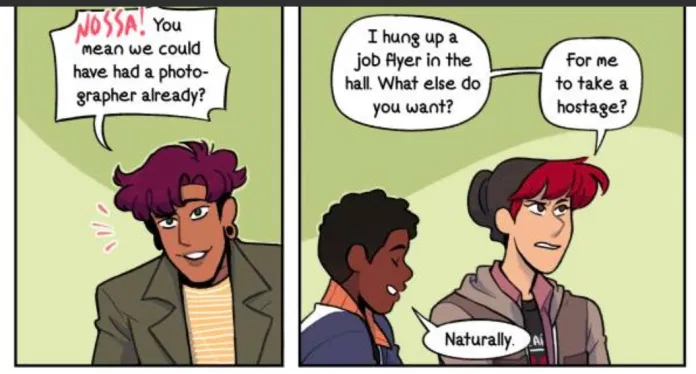 NOSSA! You
mean we could
have had a photo-
grapher already?
I hung up a
job flyer in the
hall. What else do
you want?
For me
to take a
hostage?
Naturally.